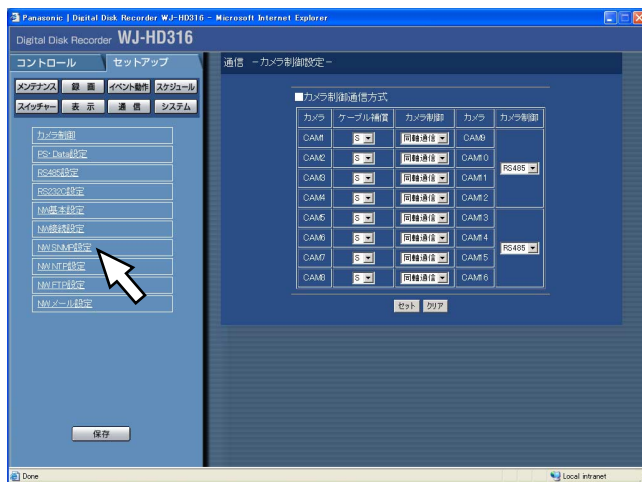 Panasonic | Digital Disk Recorder WJ-HD316 - Microsoft Internet Explorer
Digital Disk Recorder WJ-HD316
コントロール セットアップ
メンテナンス 録 画 イベント動作 スケジュール
スイッチャー 表 示 通 信 システム
カメラ制御
PS･Data設定
RS485設定
RS232C設定
NW基本設定
NW接続設定
NW SNMP設定
NW NTP設定
NW FTP設定
NWメール設定
保存
通信 －カメラ制御設定－
■カメラ制御通信方式
カメラ ケーブル補償 カメラ制御 カメラ カメラ制御
CAM1 S 同軸通信 CAM9 RS485
CAM2 S 同軸通信 CAM10
CAM3 S 同軸通信 CAM11
CAM4 S 同軸通信 CAM12
CAM5 S 同軸通信 CAM13 RS485
CAM6 S 同軸通信 CAM14
CAM7 S 同軸通信 CAM15
CAM8 S 同軸通信 CAM16
セット クリア
Done Local intranet